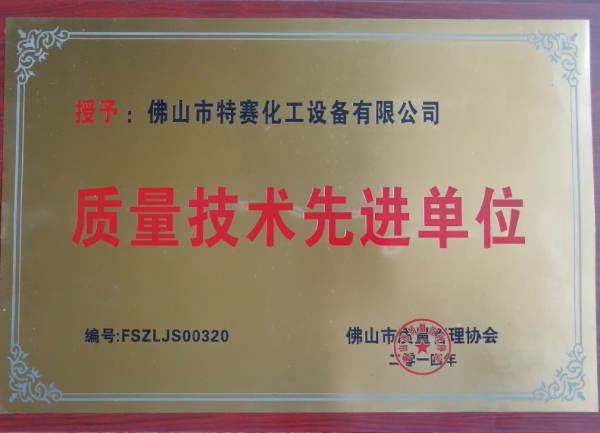 授予：佛山市特赛化工设备有限公司
质量技术先进单位
编号:FSZLJS00320
佛山市质量管理协会
二零一四年